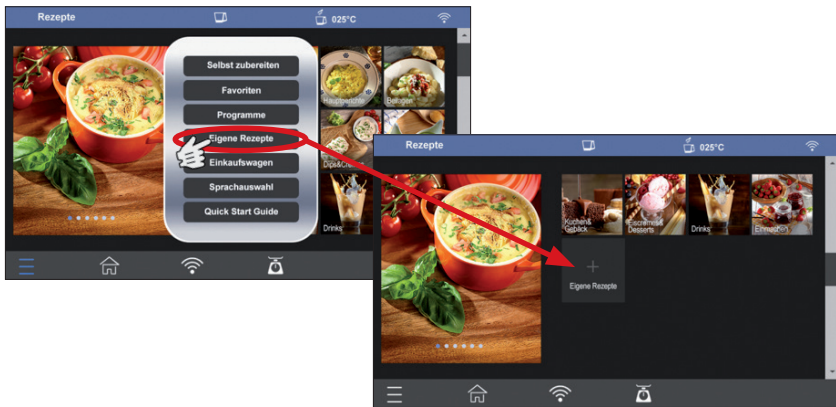 Rezepte
025°C
Selbst zubereiten
Favoriten
Programme
Eigene Rezepte
Einkaufswagen
Sprachauswahl
Quick Start Guide
Hauptgerichte
Beilagen
Drinks
Rezepte
025°C
Kuchen&
Gebäck
Eiscreme&
Desserts
Drinks
Einmachen
+
Eigene Rezepte